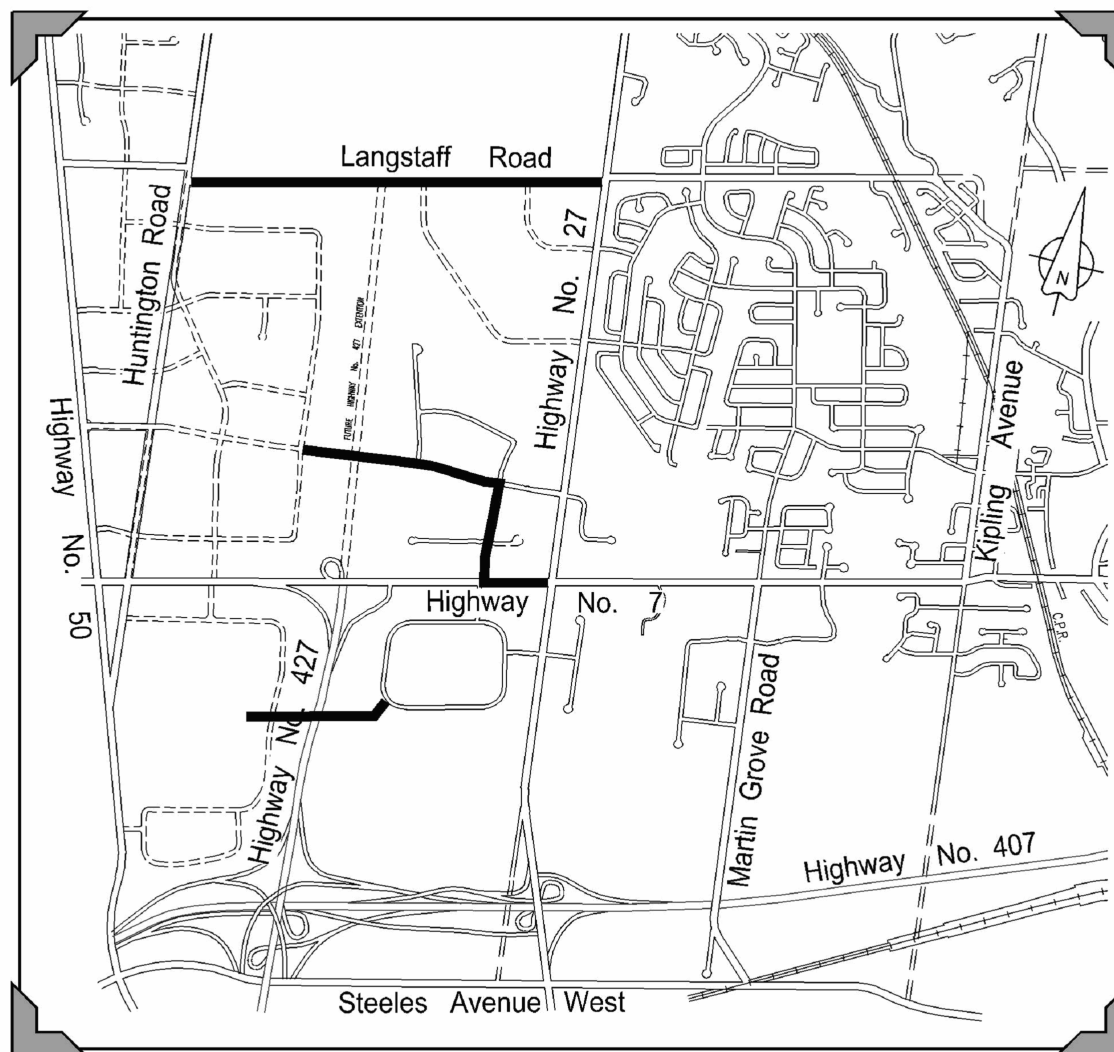 Langstaff Road
Huntington Road
Highway No. 27
FUTURE HIGHWAY No. 427 EXTENTION
N
Highway No. 50
Kipling Avenue
Highway No. 7
C.P.R.
Highway No. 427
Martin Grove Road
Highway No. 407
Steeles Avenue West